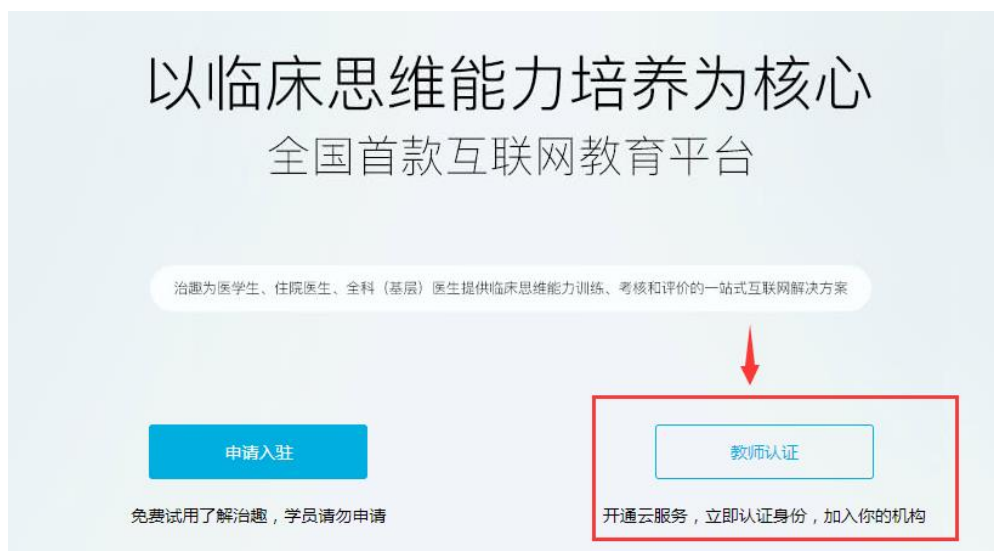 以临床思维能力培养为核心
全国首款互联网教育平台
治趣为医学生、住院医生、全科（基层）医生提供临床思维能力训练、考核和评价的一站式互联网解决方案
申请入驻
教师认证
免费试用了解治趣，学员请勿申请
开通云服务，立即认证身份，加入你的机构